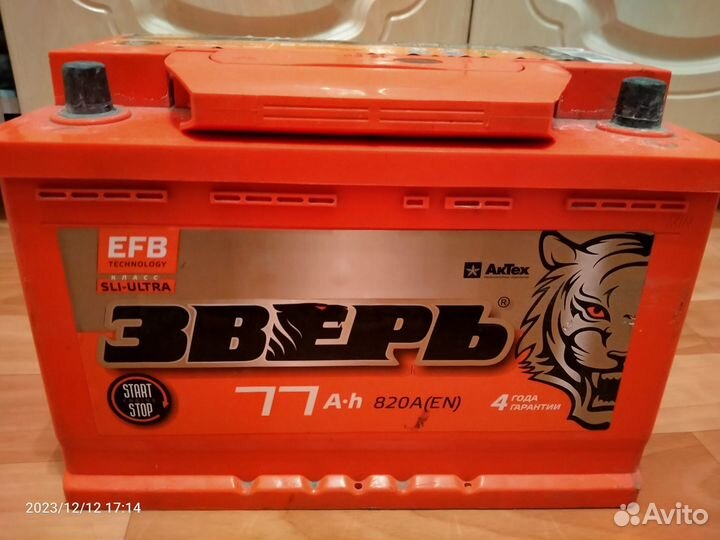 EFB
TECHNOLOGY
КЛАСС
SLI-ULTRA
АкТех
ЗВЕРЬ®
START
STOP
77 А·h 820А(EN)
4 ГОДА
ГАРАНТИИ
2023/12/12 17:14
Avito